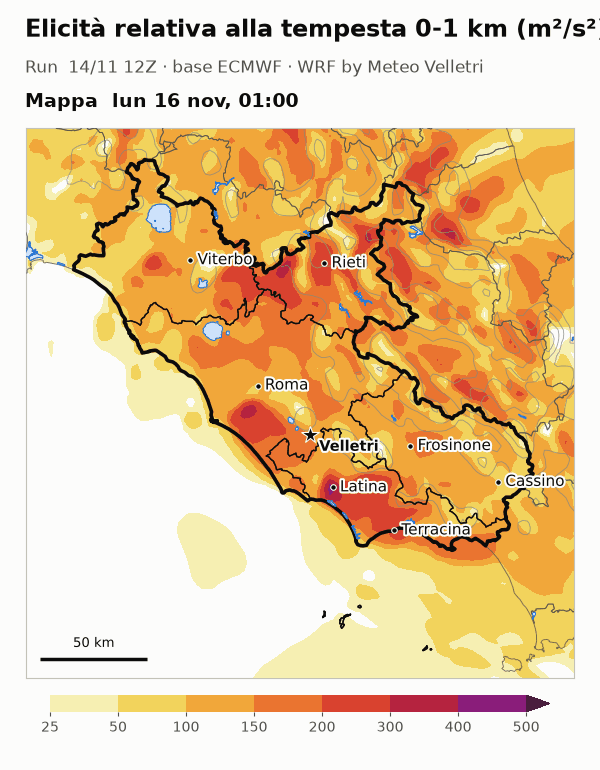 Elicità relativa alla tempesta 0-1 km (m²/s²)
Run 14/11 12Z · base ECMWF · WRF by Meteo Velletri
Mappa lun 16 nov, 01:00
Viterbo
Rieti
Roma
Velletri
Frosinone
Cassino
Latina
Terracina
50 km
25 50 100 150 200 300 400 500